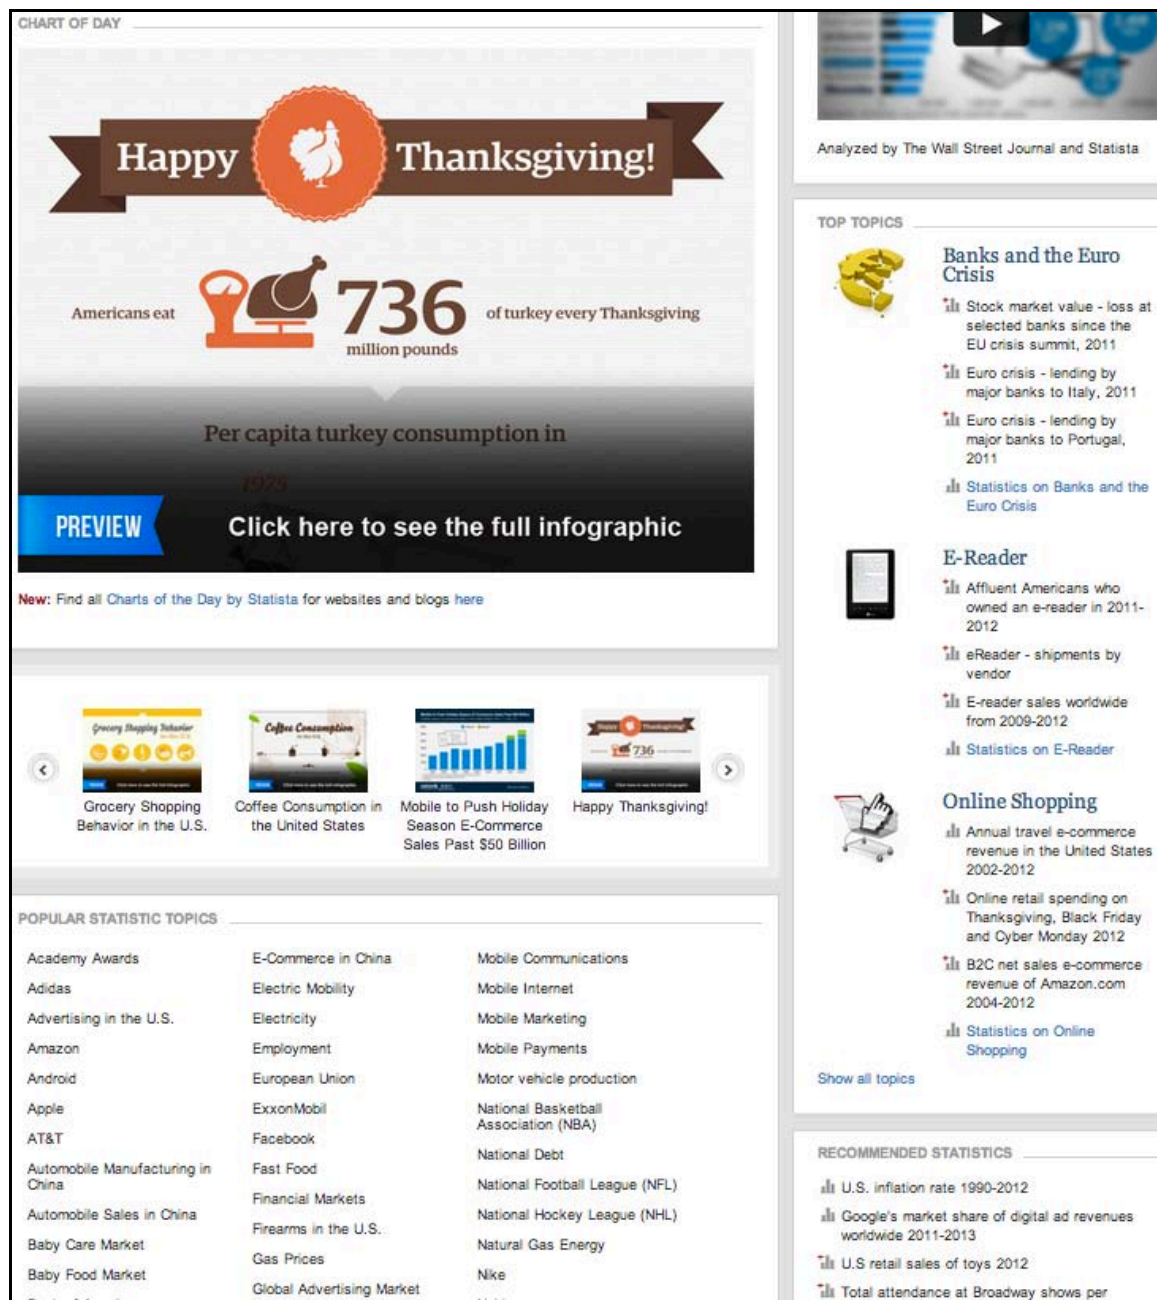 CHART OF DAY
Happy Thanksgiving!
Americans eat
736
million pounds
of turkey every Thanksgiving
Per capita turkey consumption in
1975
PREVIEW
Click here to see the full infographic
New: Find all Charts of the Day by Statista for websites and blogs here
Grocery Shopping Behavior
Coffee Consumption
736
Grocery Shopping
Behavior in the U.S.
Coffee Consumption in
the United States
Mobile to Push Holiday
Season E-Commerce
Sales Past $50 Billion
Happy Thanksgiving!
POPULAR STATISTIC TOPICS
Academy Awards
Adidas
Advertising in the U.S.
Amazon
Android
Apple
AT&T
Automobile Manufacturing in
China
Automobile Sales in China
Baby Care Market
Baby Food Market
E-Commerce in China
Electric Mobility
Electricity
Employment
European Union
ExxonMobil
Facebook
Fast Food
Financial Markets
Firearms in the U.S.
Gas Prices
Global Advertising Market
Mobile Communications
Mobile Internet
Mobile Marketing
Mobile Payments
Motor vehicle production
National Basketball
Association (NBA)
National Debt
National Football League (NFL)
National Hockey League (NHL)
Natural Gas Energy
Nike
Analyzed by The Wall Street Journal and Statista
TOP TOPICS
Banks and the Euro
Crisis
Stock market value - loss at
selected banks since the
EU crisis summit, 2011
Euro crisis - lending by
major banks to Italy, 2011
Euro crisis - lending by
major banks to Portugal,
2011
Statistics on Banks and the
Euro Crisis
E-Reader
Affluent Americans who
owned an e-reader in 2011-
2012
eReader - shipments by
vendor
E-reader sales worldwide
from 2009-2012
Statistics on E-Reader
Online Shopping
Annual travel e-commerce
revenue in the United States
2002-2012
Online retail spending on
Thanksgiving, Black Friday
and Cyber Monday 2012
B2C net sales e-commerce
revenue of Amazon.com
2004-2012
Statistics on Online
Shopping
Show all topics
RECOMMENDED STATISTICS
U.S. inflation rate 1990-2012
Google's market share of digital ad revenues
worldwide 2011-2013
U.S retail sales of toys 2012
Total attendance at Broadway shows per